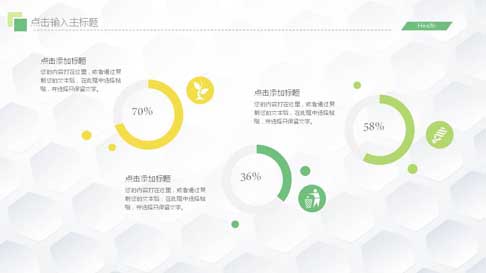 点击输入主标题
点击添加标题
您的内容打在这里，或者通过复
制您的文本后，在此框中选择粘
贴，并选择只保留文字。
70%
点击添加标题
您的内容打在这里，或者通过复
制您的文本后，在此框中选择粘
贴，并选择只保留文字。
58%
点击添加标题
您的内容打在这里，或者通过复
制您的文本后，在此框中选择粘
贴，并选择只保留文字。
36%